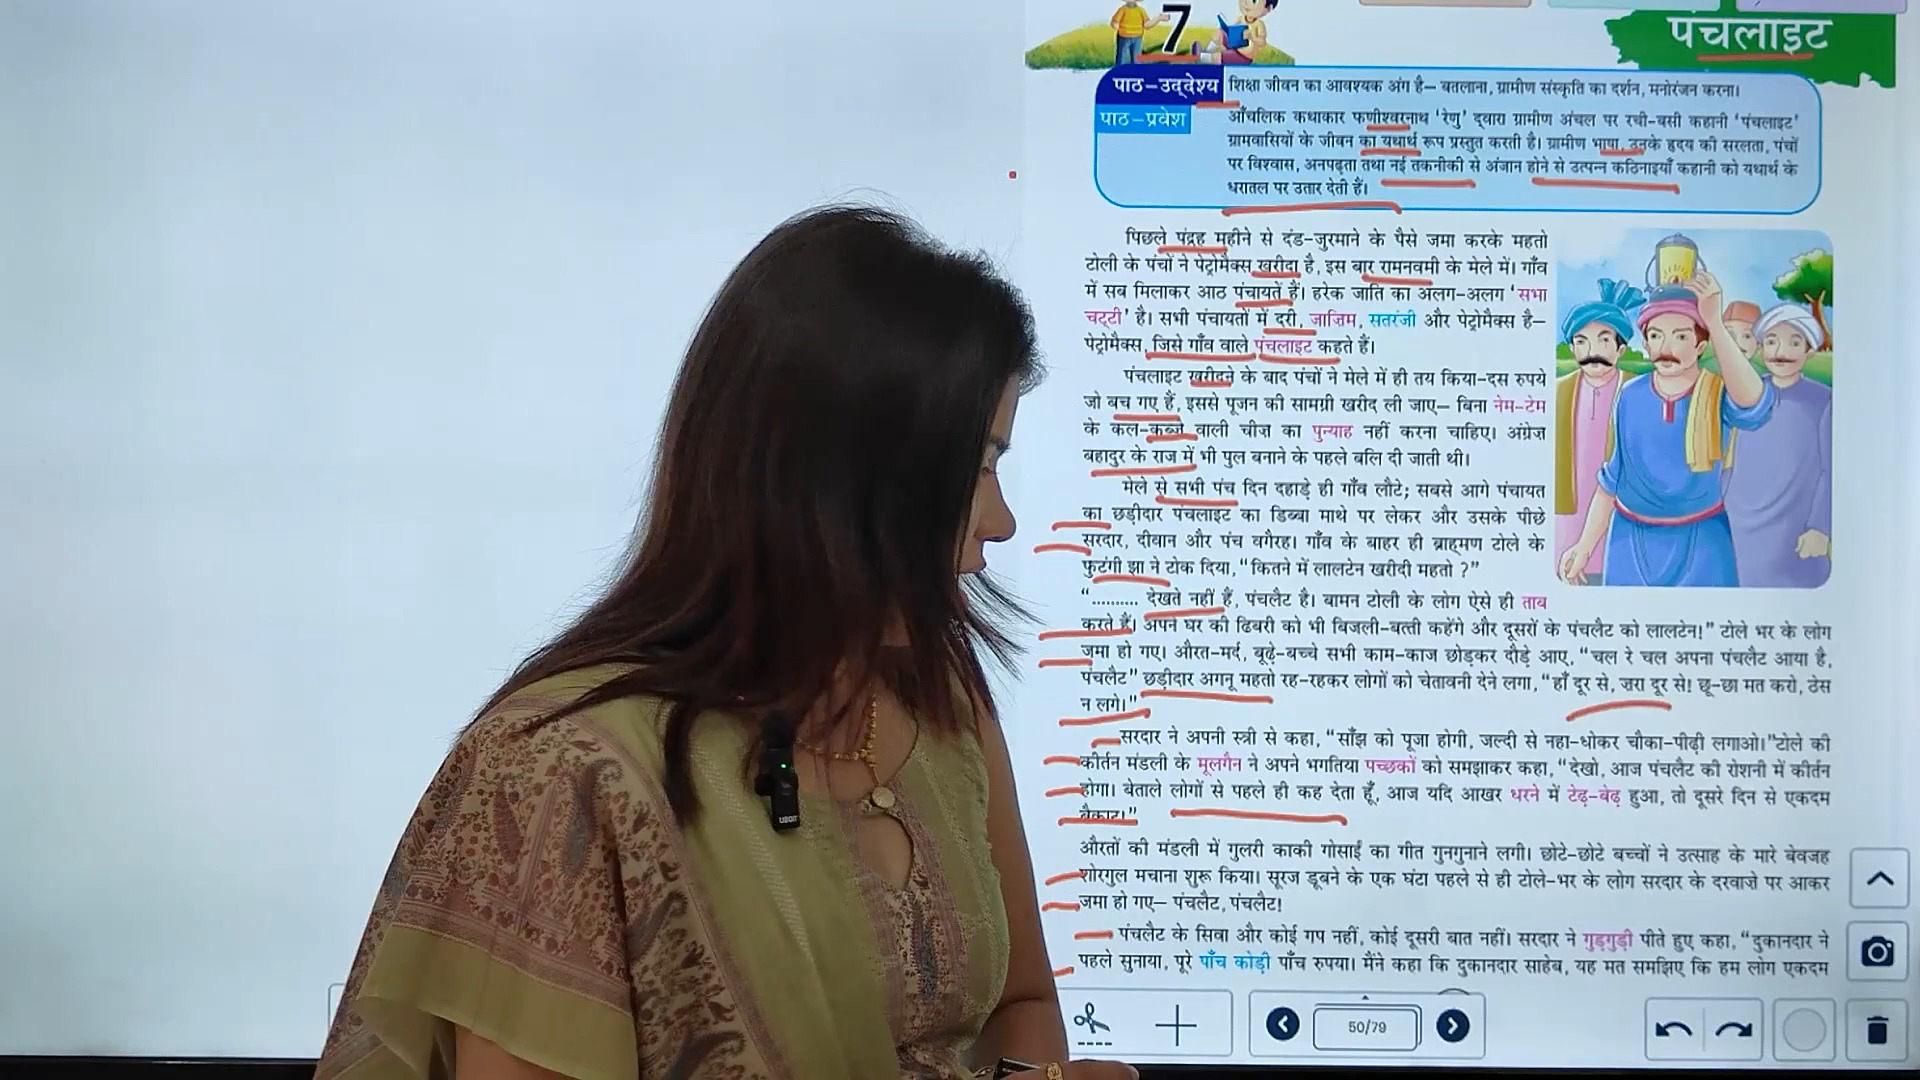 7
पंचलाइट
पाठ-उद्देश्य शिक्षा जीवन का आवश्यक अंग है— बतलाना, ग्रामीण संस्कृति का दर्शन, मनोरंजन करना।
पाठ-प्रवेश आँचलिक कथाकार फणीश्वरनाथ ‘रेणु’ द्वारा ग्रामीण अंचल पर रची-बसी कहानी ‘पंचलाइट’
ग्रामवासियों के जीवन का यथार्थ रूप प्रस्तुत करती है। ग्रामीण भाषा, उनके हृदय की सरलता, पंचों
पर विश्वास, अनपढ़ता तथा नई तकनीकी से अंजान होने से उत्पन्न कठिनाइयाँ कहानी को यथार्थ के
धरातल पर उतार देती हैं।
पिछले पंद्रह महीने से दंड-जुरमाने के पैसे जमा करके महतो
टोली के पंचों ने पेट्रोमैक्स खरीदा है, इस बार रामनवमी के मेले में। गाँव
में सब मिलाकर आठ पंचायतें हैं। हरेक जाति का अलग-अलग ‘सभा
चट्टी’ है। सभी पंचायतों में दरी, जाज़िम, सतरंजी और पेट्रोमैक्स है—
पेट्रोमैक्स, जिसे गाँव वाले पंचलाइट कहते हैं।
पंचलाइट खरीदने के बाद पंचों ने मेले में ही तय किया-दस रुपये
जो बच गए हैं, इससे पूजन की सामग्री खरीद ली जाए— बिना नेम-टेम
के कल-कब्ज़े वाली चीज़ का पुन्याह नहीं करना चाहिए। अंग्रेज़
बहादुर के राज में भी पुल बनाने के पहले बलि दी जाती थी।
मेले से सभी पंच दिन दहाड़े ही गाँव लौटे; सबसे आगे पंचायत
का छड़ीदार पंचलाइट का डिब्बा माथे पर लेकर और उसके पीछे
सरदार, दीवान और पंच वगैरह। गाँव के बाहर ही ब्राह्मण टोले के
फुटंगी झा ने टोक दिया, “कितने में लालटेन खरीदी महतो ?”
“.......... देखते नहीं हैं, पंचलैट है। बामन टोली के लोग ऐसे ही ताब
करते हैं। अपने घर की ढिबरी को भी बिजली-बत्ती कहेंगे और दूसरों के पंचलैट को लालटेन!” टोले भर के लोग
जमा हो गए। औरत-मर्द, बूढ़े-बच्चे सभी काम-काज छोड़कर दौड़े आए, “चल रे चल अपना पंचलैट आया है,
पंचलैट” छड़ीदार अगनू महतो रह-रहकर लोगों को चेतावनी देने लगा, “हाँ दूर से, ज़रा दूर से! छू-छा मत करो, ठेस
न लगे।”
सरदार ने अपनी स्त्री से कहा, “साँझ को पूजा होगी, जल्दी से नहा-धोकर चौका-पीढ़ी लगाओ।”टोले की
कीर्तन मंडली के मूलगैन ने अपने भगतिया पच्छकों को समझाकर कहा, “देखो, आज पंचलैट की रोशनी में कीर्तन
होगा। बेताले लोगों से पहले ही कह देता हूँ, आज यदि आखर धरने में टेढ़-बेढ़ हुआ, तो दूसरे दिन से एकदम
बैकाट।”
औरतों की मंडली में गुलरी काकी गोसाईं का गीत गुनगुनाने लगी। छोटे-छोटे बच्चों ने उत्साह के मारे बेवजह
शोरगुल मचाना शुरू किया। सूरज डूबने के एक घंटा पहले से ही टोले-भर के लोग सरदार के दरवाजे पर आकर
जमा हो गए— पंचलैट, पंचलैट!
पंचलैट के सिवा और कोई गप नहीं, कोई दूसरी बात नहीं। सरदार ने गुड़गुड़ी पीते हुए कहा, “दुकानदार ने
पहले सुनाया, पूरे पाँच कोड़ी पाँच रुपया। मैंने कहा कि दुकानदार साहेब, यह मत समझिए कि हम लोग एकदम
50/79